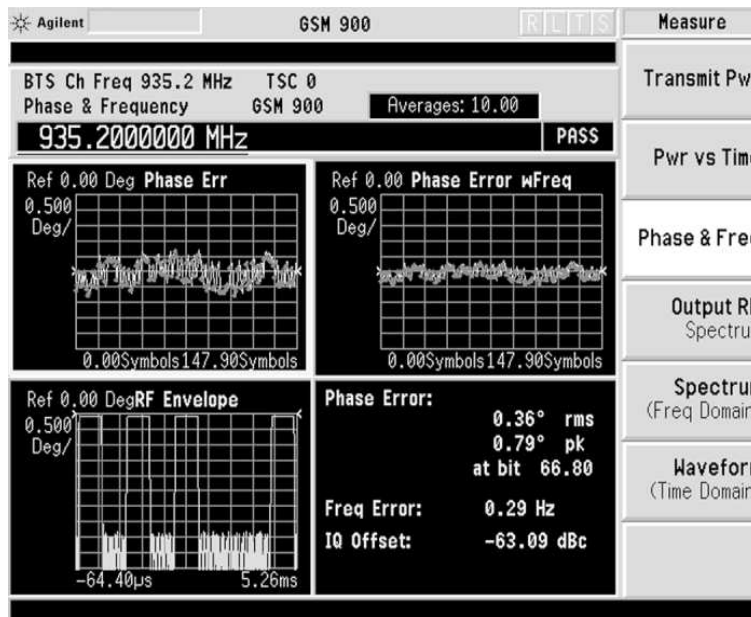 Agilent
GSM 900
R L T S
Measure
BTS Ch Freq 935.2 MHz TSC 0
Phase & Frequency GSM 900 Averages: 10.00
935.2000000 MHz PASS
Transmit Pw
Pwr vs Tim
Phase & Fre
Output R
Spectru
Spectru
(Freq Domain
Wavefor
(Time Domain
Ref 0.00 Deg Phase Err
0.500
Deg/
0.00Symbols 147.90Symbols
Ref 0.00 Phase Error wFreq
0.500
Deg/
0.00Symbols 147.90Symbols
Ref 0.00 DegRF Envelope
0.500
Deg/
-64.40µs 5.26ms
Phase Error:
0.36° rms
0.79° pk
at bit 66.80
Freq Error: 0.29 Hz
IQ Offset: -63.09 dBc